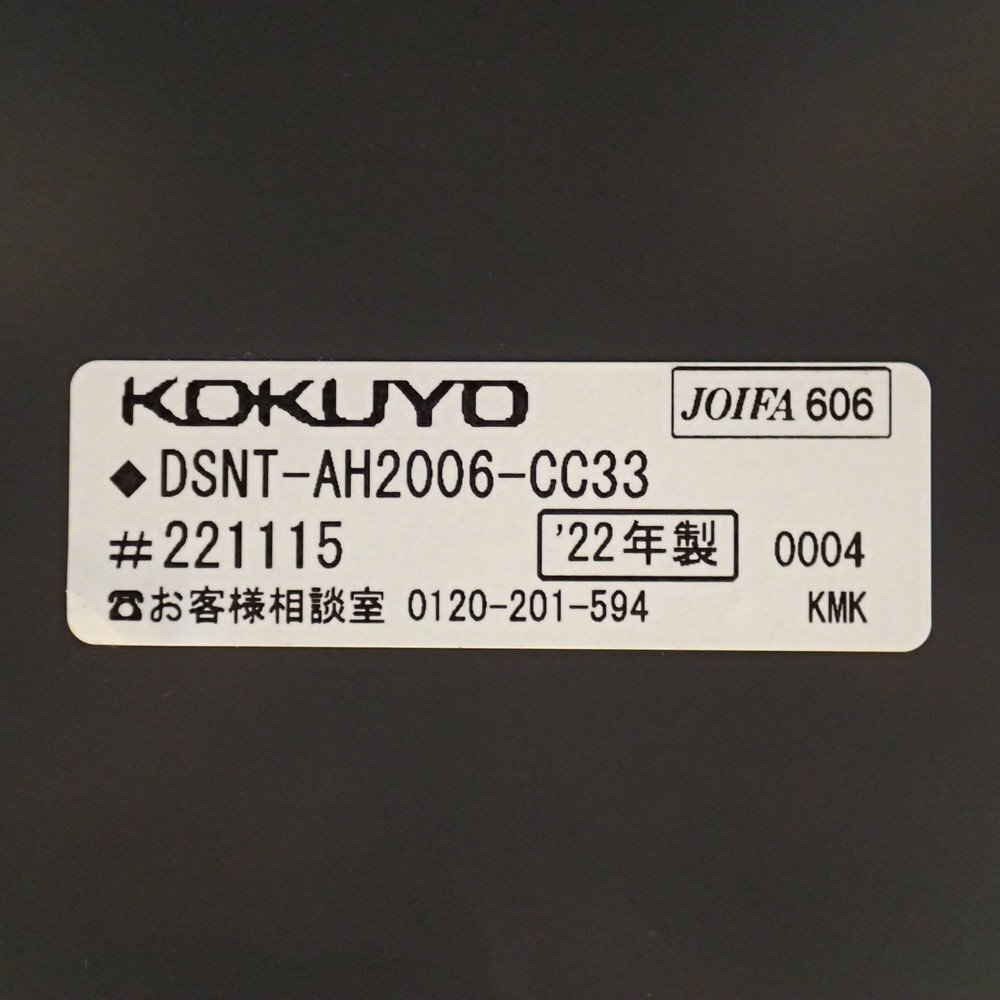 KOKUYO JOIFA 606
◆DSNT-AH2006-CC33
#221115 '22年製 0004
☎お客様相談室 0120-201-594 KMK